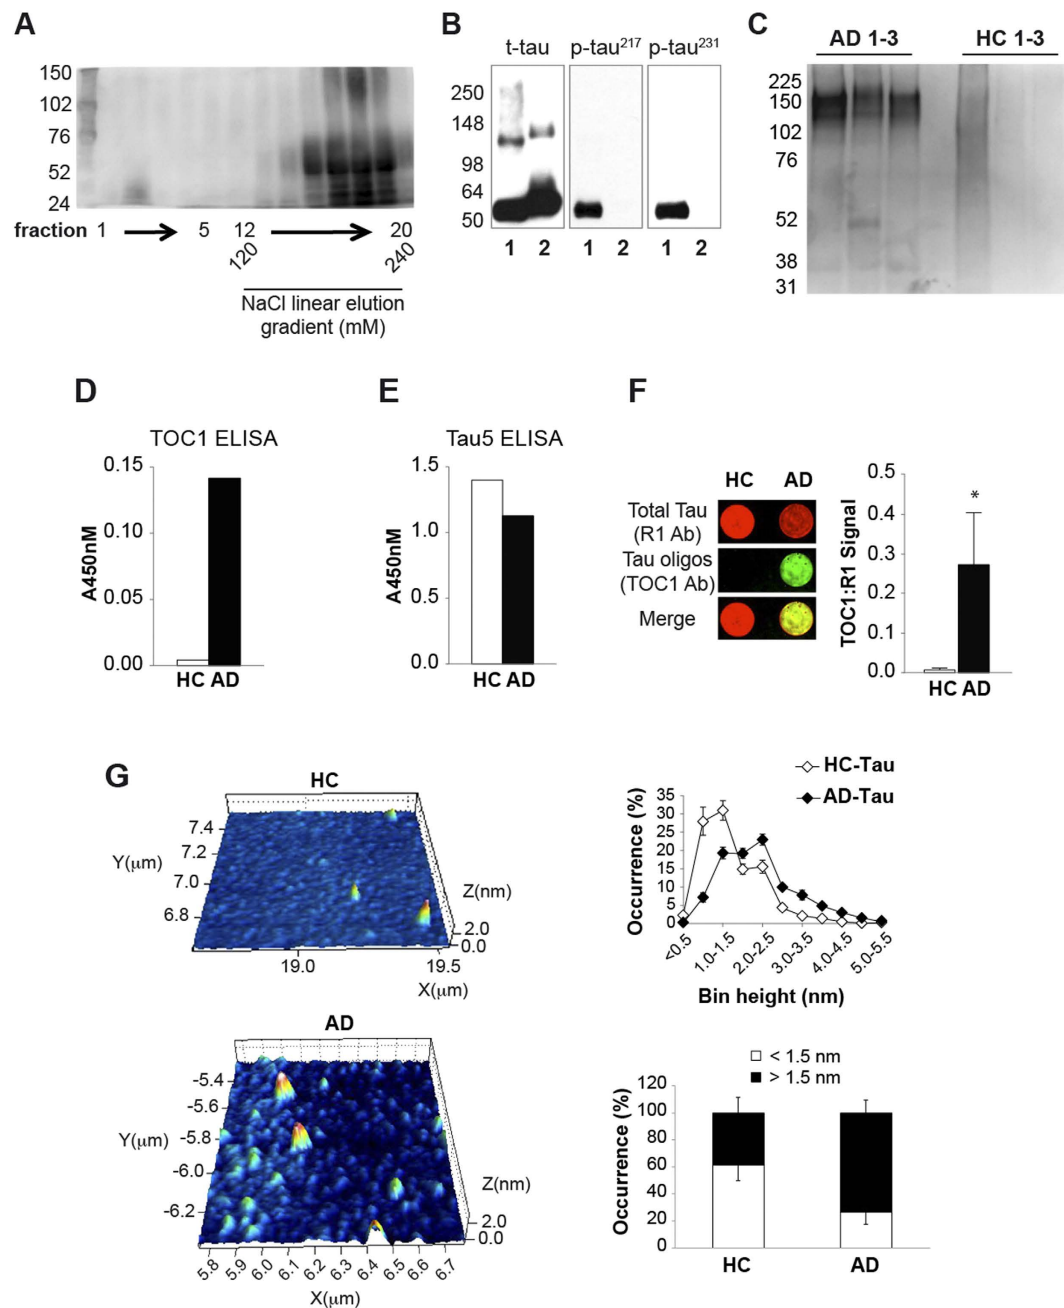 A
150
102
76
52
24
fraction 1 5 12 20
120 240
NaCl linear elution
gradient (mM)
B
t-tau p-tau²¹⁷ p-tau²³¹
250
148
98
64
50
1 2 1 2 1 2
C
AD 1-3 HC 1-3
225
150
102
76
52
38
31
D
TOC1 ELISA
0.15
0.10
0.05
0.00
A450nM
HC AD
E
Tau5 ELISA
1.5
1.0
0.5
0.0
A450nM
HC AD
F
HC AD
Total Tau
(R1 Ab)
Tau oligos
(TOC1 Ab)
Merge
0.5
0.4
0.3
0.2
0.1
0.0
TOC1:R1 Signal
*
HC AD
G
HC
7.4
7.2
7.0
6.8
Y(μm)
Z(nm)
2.0
0.0
19.0 19.5
X(μm)
HC-Tau
AD-Tau
35
30
25
20
15
10
5
0
Occurrence (%)
<0.5 1.0-1.5 2.0-2.5 3.0-3.5 4.0-4.5 5.0-5.5
Bin height (nm)
AD
-5.4
-5.6
-5.8
-6.0
-6.2
Y(μm)
Z(nm)
2.0
0.0
5.8 5.9 6.0 6.1 6.2 6.3 6.4 6.5 6.6 6.7
X(μm)
< 1.5 nm
> 1.5 nm
120
100
80
60
40
20
0
Occurrence (%)
HC AD